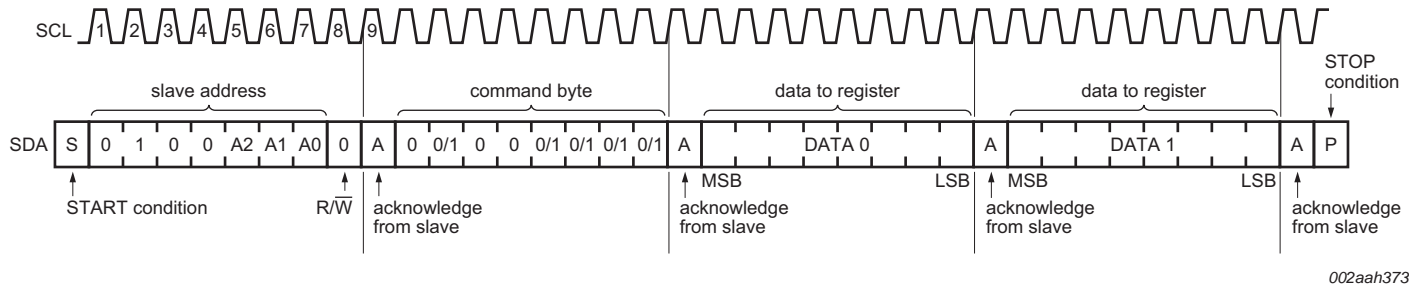 SCL 1 2 3 4 5 6 7 8 9
STOP
condition
slave address command byte data to register data to register
SDA S 0 1 0 0 A2 A1 A0 0 A 0 0/1 0 0 0/1 0/1 0/1 0/1 A DATA 0 A DATA 1 A P
MSB LSB MSB LSB
START condition R/W̅ acknowledge acknowledge acknowledge acknowledge
from slave from slave from slave from slave
002aah373